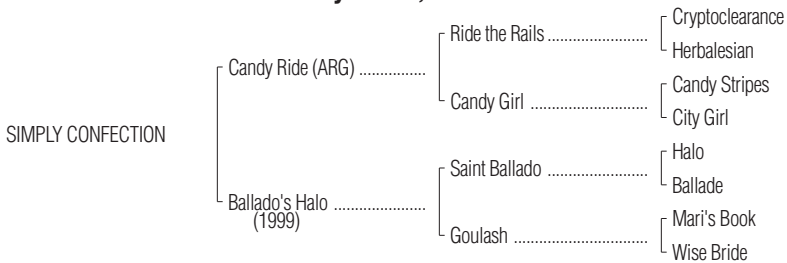 Cryptoclearance
Ride the Rails
Herbalesian
Candy Ride (ARG)
Candy Stripes
Candy Girl
City Girl
SIMPLY CONFECTION
Halo
Saint Ballado
Ballade
Ballado's Halo
(1999)
Mari's Book
Goulash
Wise Bride